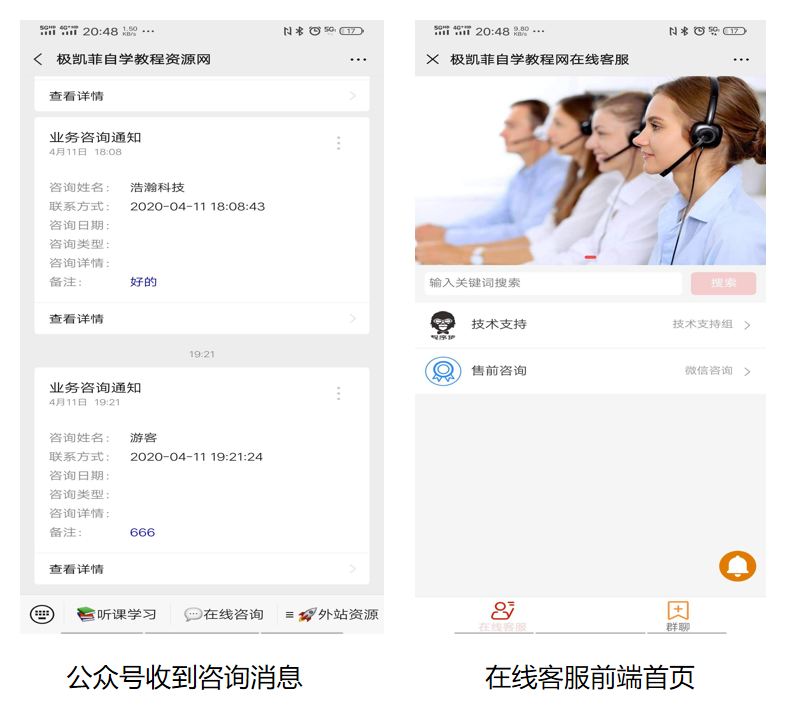 5GHD 4GHD 20:48 1.50 KB/s ··· 5G 17
极凯菲自学教程资源网 ···
查看详情
业务咨询通知
4月11日 18:08
咨询姓名: 浩瀚科技
联系方式: 2020-04-11 18:08:43
咨询日期:
咨询类型:
咨询详情:
备注: 好的
查看详情
19:21
业务咨询通知
4月11日 19:21
咨询姓名: 游客
联系方式: 2020-04-11 19:21:24
咨询日期:
咨询类型:
咨询详情:
备注: 666
查看详情
听课学习 在线咨询 外站资源
公众号收到咨询消息
5GHD 4GHD 20:48 9.80 KB/s ··· 5G 17
极凯菲自学教程网在线客服 ···
输入关键词搜索 搜索
技术支持 技术支持组
程序护
售前咨询 微信咨询
在线客服 群聊
在线客服前端首页